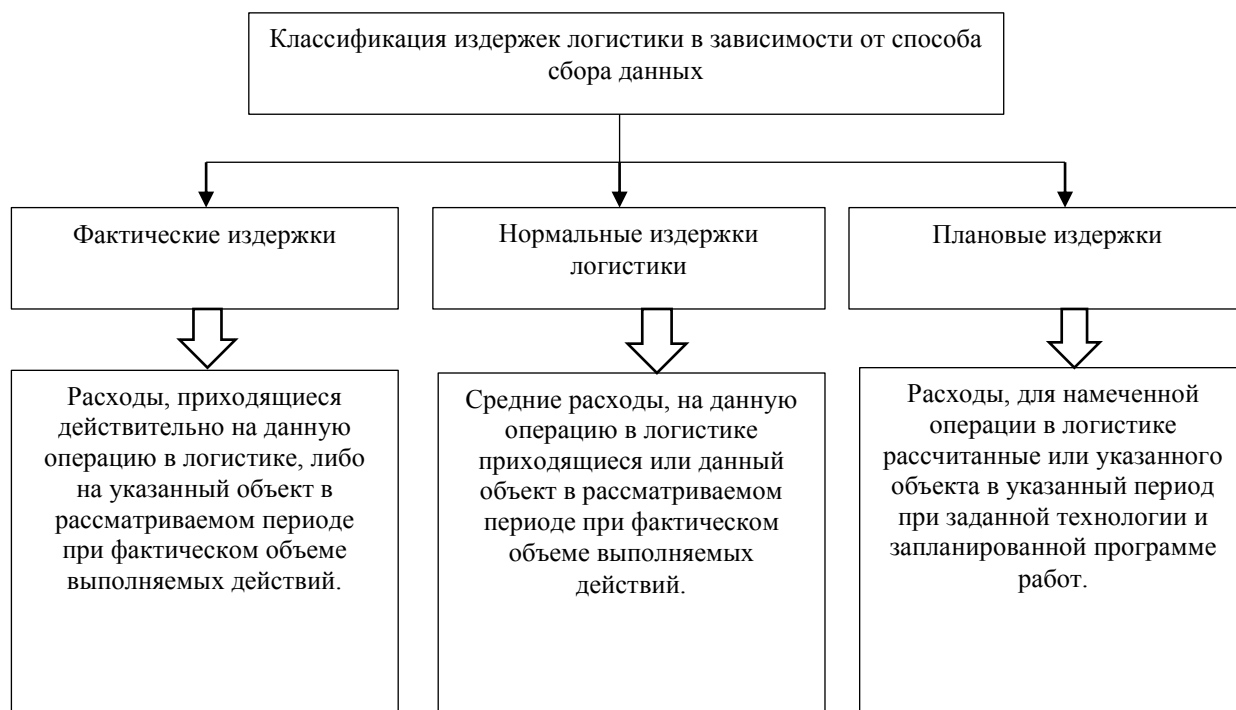 Классификация издержек логистики в зависимости от способа
сбора данных
Фактические издержки
Нормальные издержки
логистики
Плановые издержки
Расходы, приходящиеся
действительно на данную
операцию в логистике, либо
на указанный объект в
рассматриваемом периоде
при фактическом объеме
выполняемых действий.
Средние расходы, на данную
операцию в логистике
приходящиеся или данный
объект в рассматриваемом
периоде при фактическом
объеме выполняемых
действий.
Расходы, для намеченной
операции в логистике
рассчитанные или указанного
объекта в указанный период
при заданной технологии и
запланированной программе
работ.